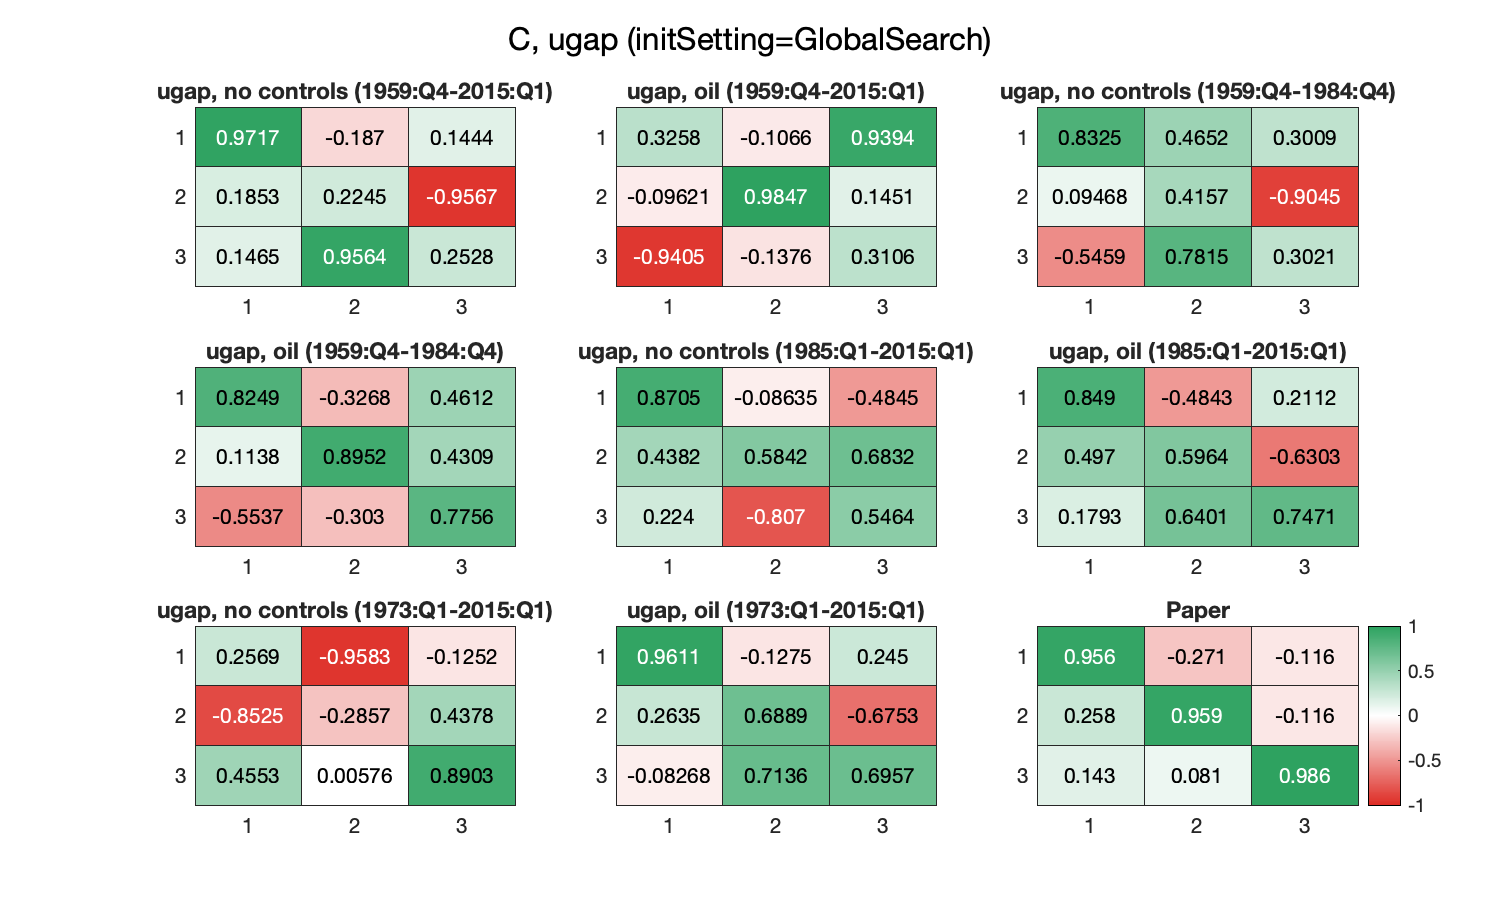 C, ugap (initSetting=GlobalSearch)
ugap, no controls (1959:Q4-2015:Q1)
1 0.9717 -0.187 0.1444
2 0.1853 0.2245 -0.9567
3 0.1465 0.9564 0.2528
1 2 3
ugap, oil (1959:Q4-2015:Q1)
1 0.3258 -0.1066 0.9394
2 -0.09621 0.9847 0.1451
3 -0.9405 -0.1376 0.3106
1 2 3
ugap, no controls (1959:Q4-1984:Q4)
1 0.8325 0.4652 0.3009
2 0.09468 0.4157 -0.9045
3 -0.5459 0.7815 0.3021
1 2 3
ugap, oil (1959:Q4-1984:Q4)
1 0.8249 -0.3268 0.4612
2 0.1138 0.8952 0.4309
3 -0.5537 -0.303 0.7756
1 2 3
ugap, no controls (1985:Q1-2015:Q1)
1 0.8705 -0.08635 -0.4845
2 0.4382 0.5842 0.6832
3 0.224 -0.807 0.5464
1 2 3
ugap, oil (1985:Q1-2015:Q1)
1 0.849 -0.4843 0.2112
2 0.497 0.5964 -0.6303
3 0.1793 0.6401 0.7471
1 2 3
ugap, no controls (1973:Q1-2015:Q1)
1 0.2569 -0.9583 -0.1252
2 -0.8525 -0.2857 0.4378
3 0.4553 0.00576 0.8903
1 2 3
ugap, oil (1973:Q1-2015:Q1)
1 0.9611 -0.1275 0.245
2 0.2635 0.6889 -0.6753
3 -0.08268 0.7136 0.6957
1 2 3
Paper
1 0.956 -0.271 -0.116
2 0.258 0.959 -0.116
3 0.143 0.081 0.986
1 2 3
1
0.5
0
-0.5
-1